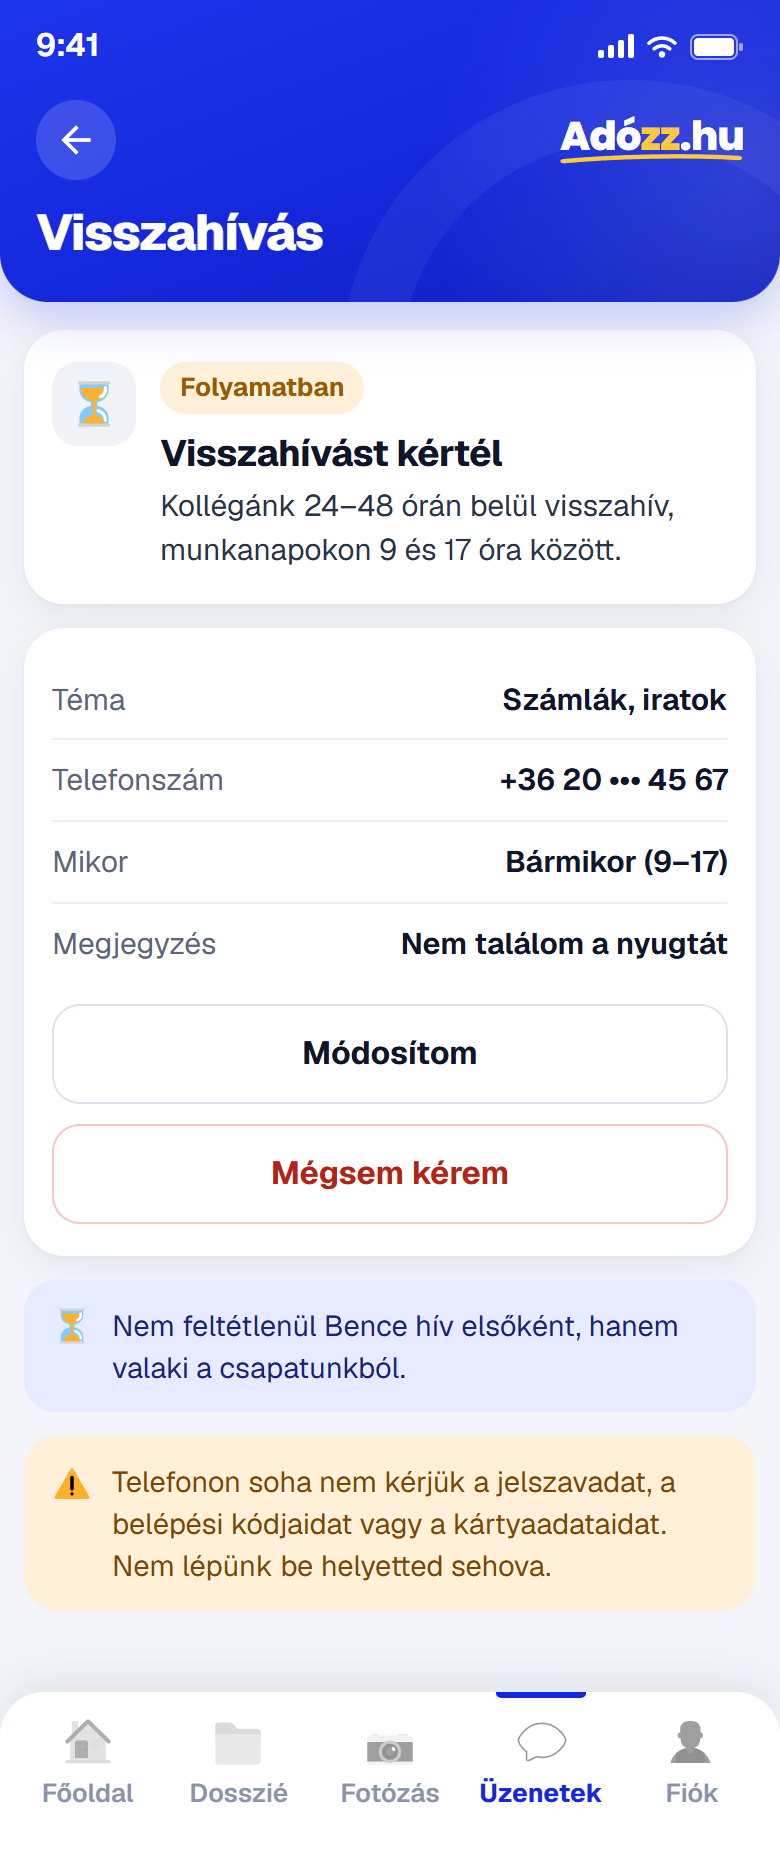 9:41
Adózz.hu
Visszahívás
Folyamatban
Visszahívást kértél
Kollégánk 24–48 órán belül visszahív,
munkanapokon 9 és 17 óra között.
Téma Számlák, iratok
Telefonszám +36 20 ••• 45 67
Mikor Bármikor (9–17)
Megjegyzés Nem találom a nyugtát
Módosítom
Mégsem kérem
Nem feltétlenül Bence hív elsőként, hanem
valaki a csapatunkból.
Telefonon soha nem kérjük a jelszavadat, a
belépési kódjaidat vagy a kártyaadataidat.
Nem lépünk be helyetted sehova.
Főoldal Dosszié Fotózás Üzenetek Fiók